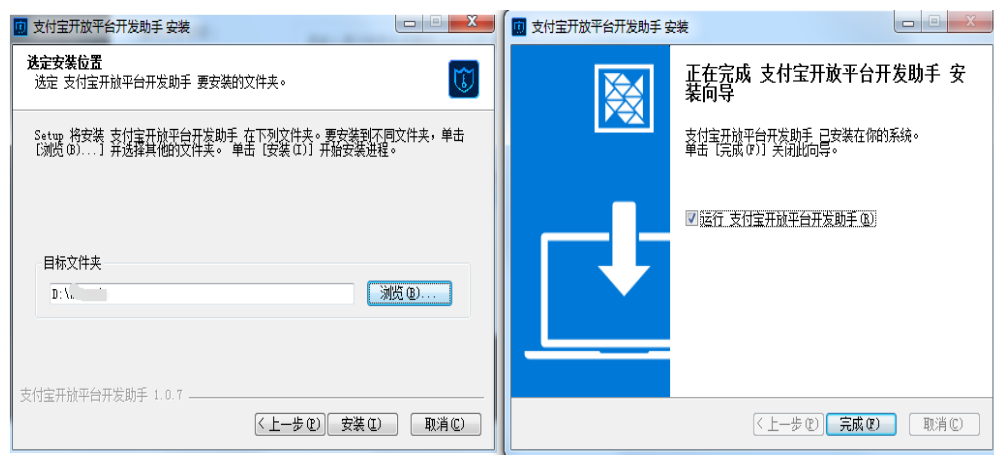 支付宝开放平台开发助手 安装
选定安装位置
选定 支付宝开放平台开发助手 要安装的文件夹。
Setup 将安装 支付宝开放平台开发助手 在下列文件夹。要安装到不同文件夹，单击
[浏览(B)...] 并选择其他的文件夹。 单击 [安装(I)] 开始安装进程。
目标文件夹
D:\
浏览(B)...
支付宝开放平台开发助手 1.0.7
<上一步(P) 安装(I) 取消(C)
支付宝开放平台开发助手 安装
正在完成 支付宝开放平台开发助手 安
装向导
支付宝开放平台开发助手 已安装在你的系统。
单击 [完成(F)] 关闭此向导。
运行 支付宝开放平台开发助手(R)
<上一步(P) 完成(F) 取消(C)